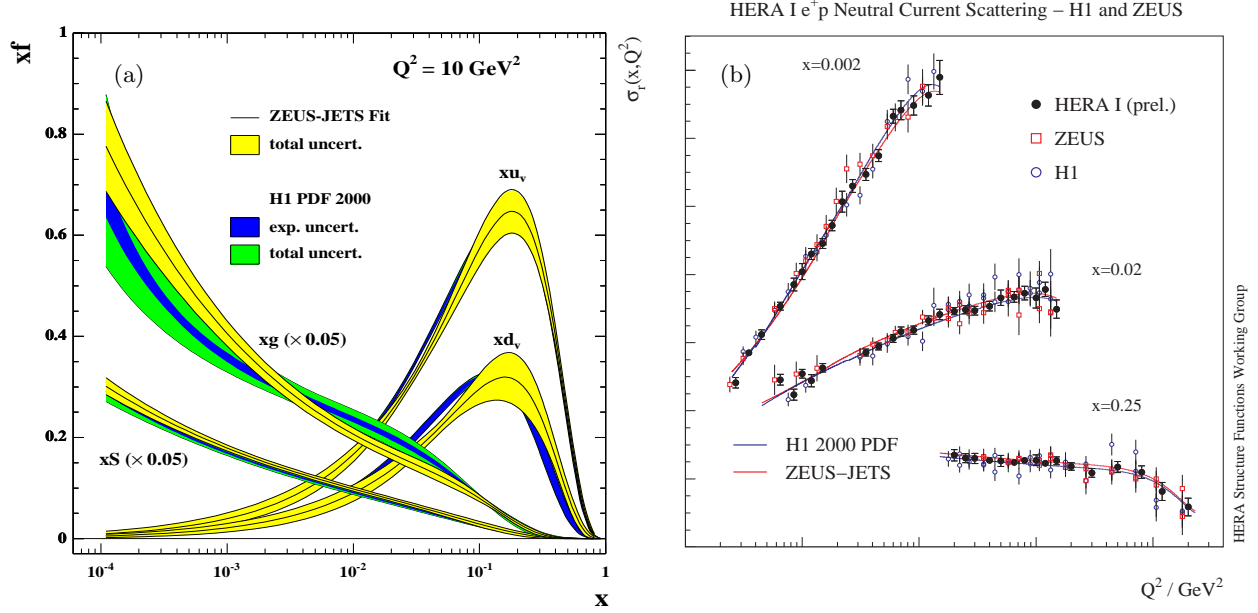 HERA I e⁺p Neutral Current Scattering – H1 and ZEUS
xf
(a)
Q² = 10 GeV²
ZEUS-JETS Fit
total uncert.
H1 PDF 2000
exp. uncert.
total uncert.
xuᵥ
xdᵥ
xg (× 0.05)
xS (× 0.05)
1
0.8
0.6
0.4
0.2
0
10⁻⁴
10⁻³
10⁻²
10⁻¹
1
x
σᵣ(x,Q²)
(b)
x=0.002
HERA I (prel.)
ZEUS
H1
x=0.02
x=0.25
H1 2000 PDF
ZEUS–JETS
Q² / GeV²
HERA Structure Functions Working Group